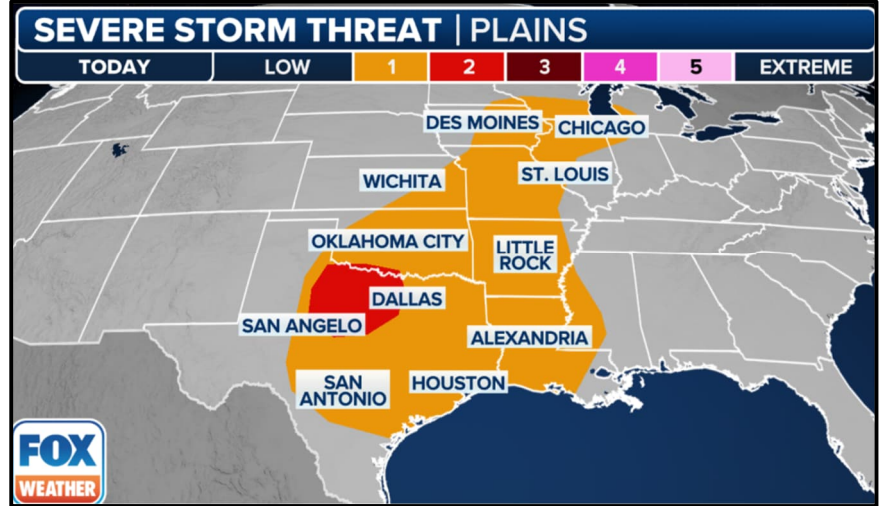 SEVERE STORM THREAT | PLAINS
TODAY LOW 1 2 3 4 5 EXTREME
DES MOINES
CHICAGO
WICHITA
ST. LOUIS
OKLAHOMA CITY
LITTLE
ROCK
DALLAS
SAN ANGELO
ALEXANDRIA
SAN
ANTONIO
HOUSTON
FOX
WEATHER